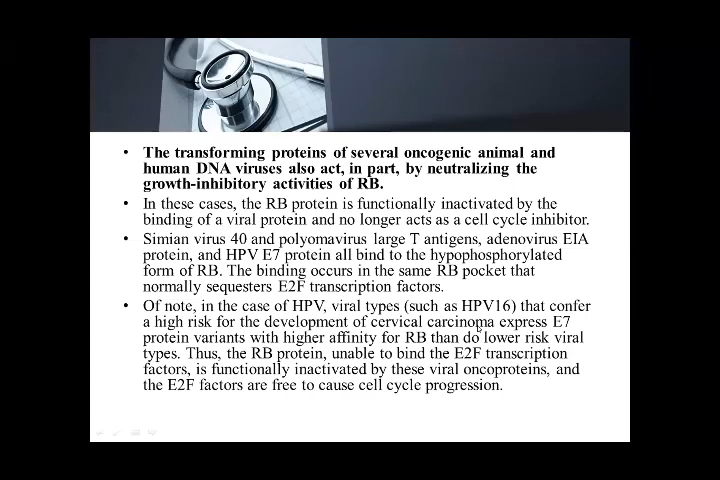 • The transforming proteins of several oncogenic animal and
human DNA viruses also act, in part, by neutralizing the
growth-inhibitory activities of RB.
• In these cases, the RB protein is functionally inactivated by the
binding of a viral protein and no longer acts as a cell cycle inhibitor.
• Simian virus 40 and polyomavirus large T antigens, adenovirus EIA
protein, and HPV E7 protein all bind to the hypophosphorylated
form of RB. The binding occurs in the same RB pocket that
normally sequesters E2F transcription factors.
• Of note, in the case of HPV, viral types (such as HPV16) that confer
a high risk for the development of cervical carcinoma express E7
protein variants with higher affinity for RB than do lower risk viral
types. Thus, the RB protein, unable to bind the E2F transcription
factors, is functionally inactivated by these viral oncoproteins, and
the E2F factors are free to cause cell cycle progression.